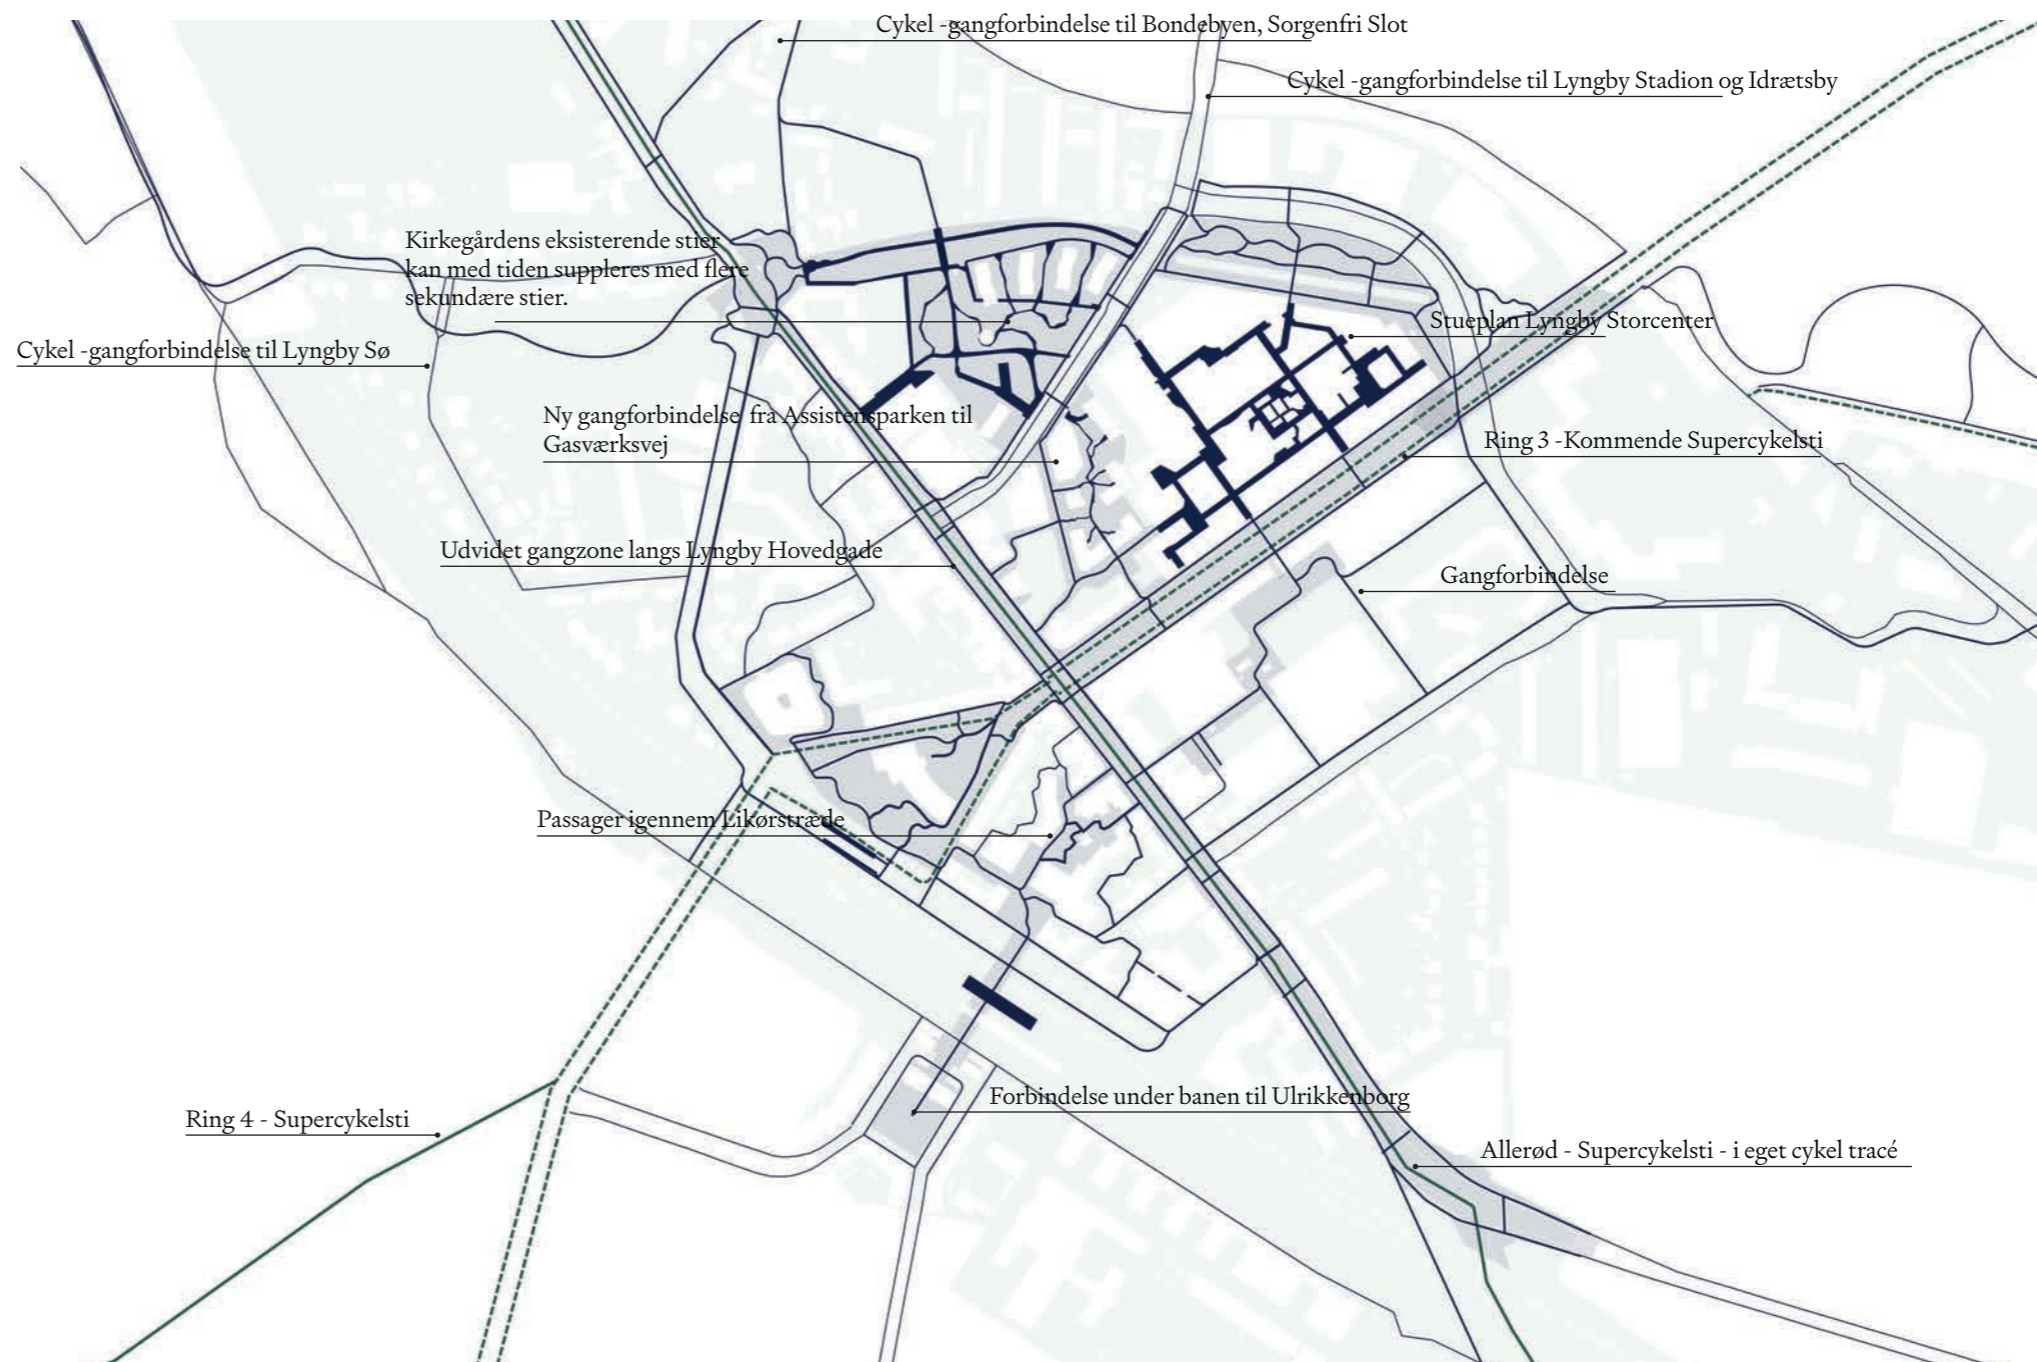 Cykel -gangforbindelse til Bondebyen, Sorgenfri Slot
Cykel -gangforbindelse til Lyngby Stadion og Idrætsby
Kirkegårdens eksisterende stier
kan med tiden suppleres med flere
sekundære stier.
Stueplan Lyngby Storcenter
Cykel -gangforbindelse til Lyngby Sø
Ny gangforbindelse fra Assistensparken til
Gasværksvej
Ring 3 -Kommende Supercykelsti
Udvidet gangzone langs Lyngby Hovedgade
Gangforbindelse
Passager igennem Likørstræde
Forbindelse under banen til Ulrikkenborg
Ring 4 - Supercykelsti
Allerød - Supercykelsti - i eget cykel tracé